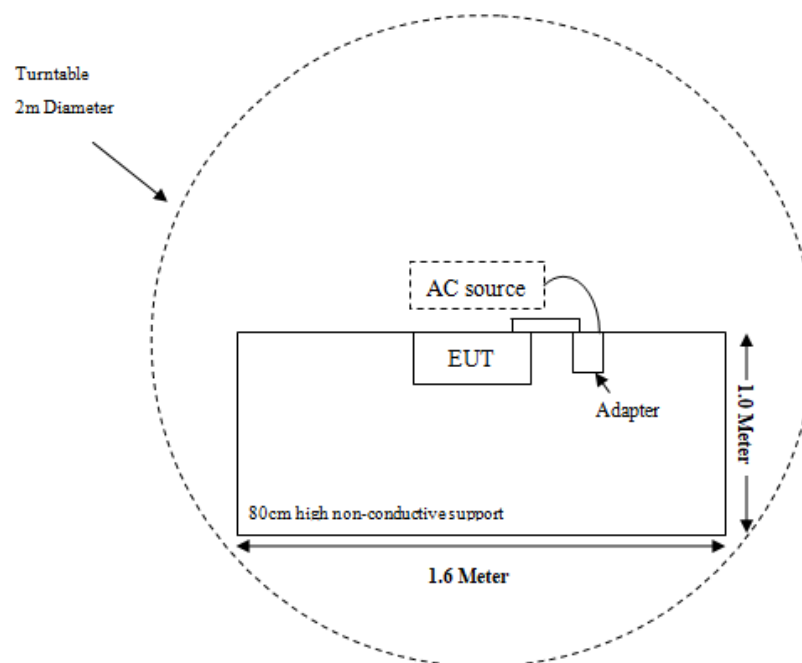 Turntable
2m Diameter
AC source
EUT
Adapter
1.0 Meter
80cm high non-conductive support
1.6 Meter